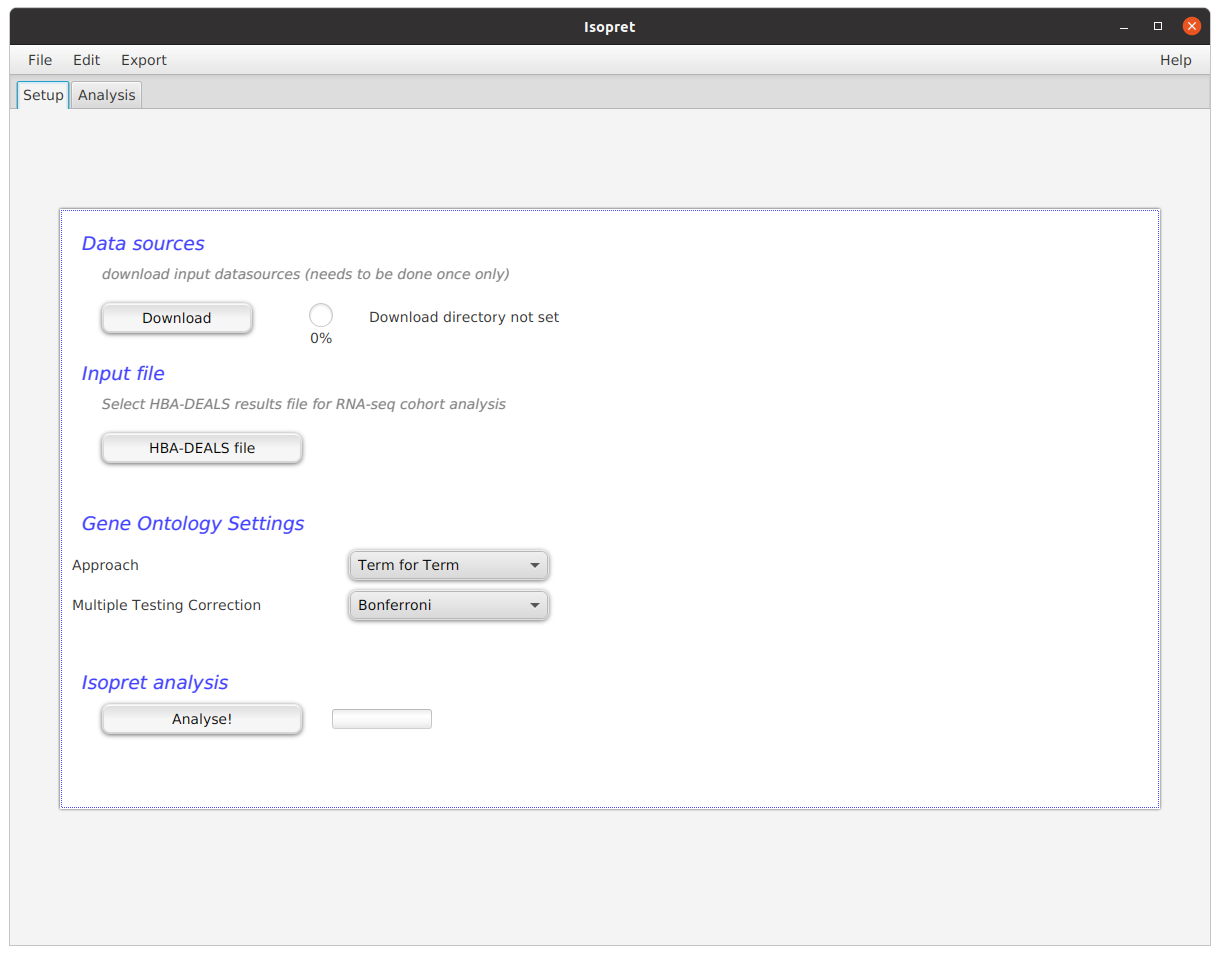 Isopret
File Edit Export Help
Setup Analysis
Data sources
download input datasources (needs to be done once only)
Download
0%
Download directory not set
Input file
Select HBA-DEALS results file for RNA-seq cohort analysis
HBA-DEALS file
Gene Ontology Settings
Approach Term for Term
Multiple Testing Correction Bonferroni
Isopret analysis
Analyse!